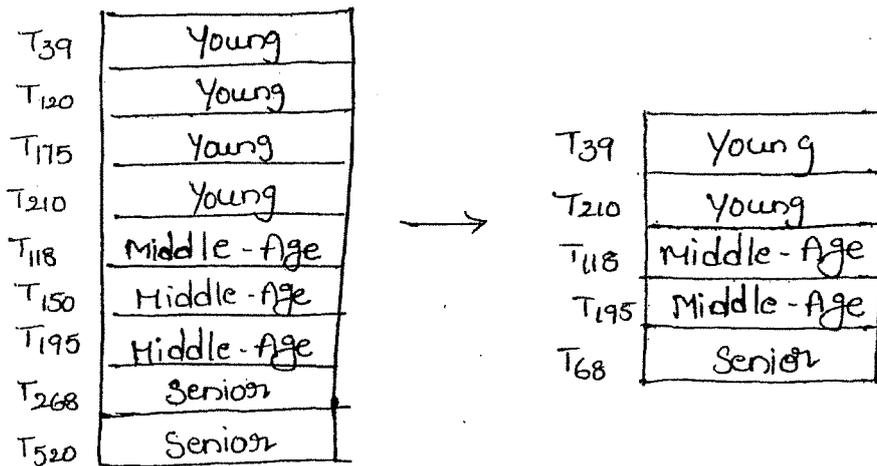 T39 Young
T120 Young
T175 Young
T210 Young
T118 Middle-Age
T150 Middle-Age
T195 Middle-Age
T268 Senior
T520 Senior
T39 Young
T210 Young
T118 Middle-Age
T195 Middle-Age
T68 Senior